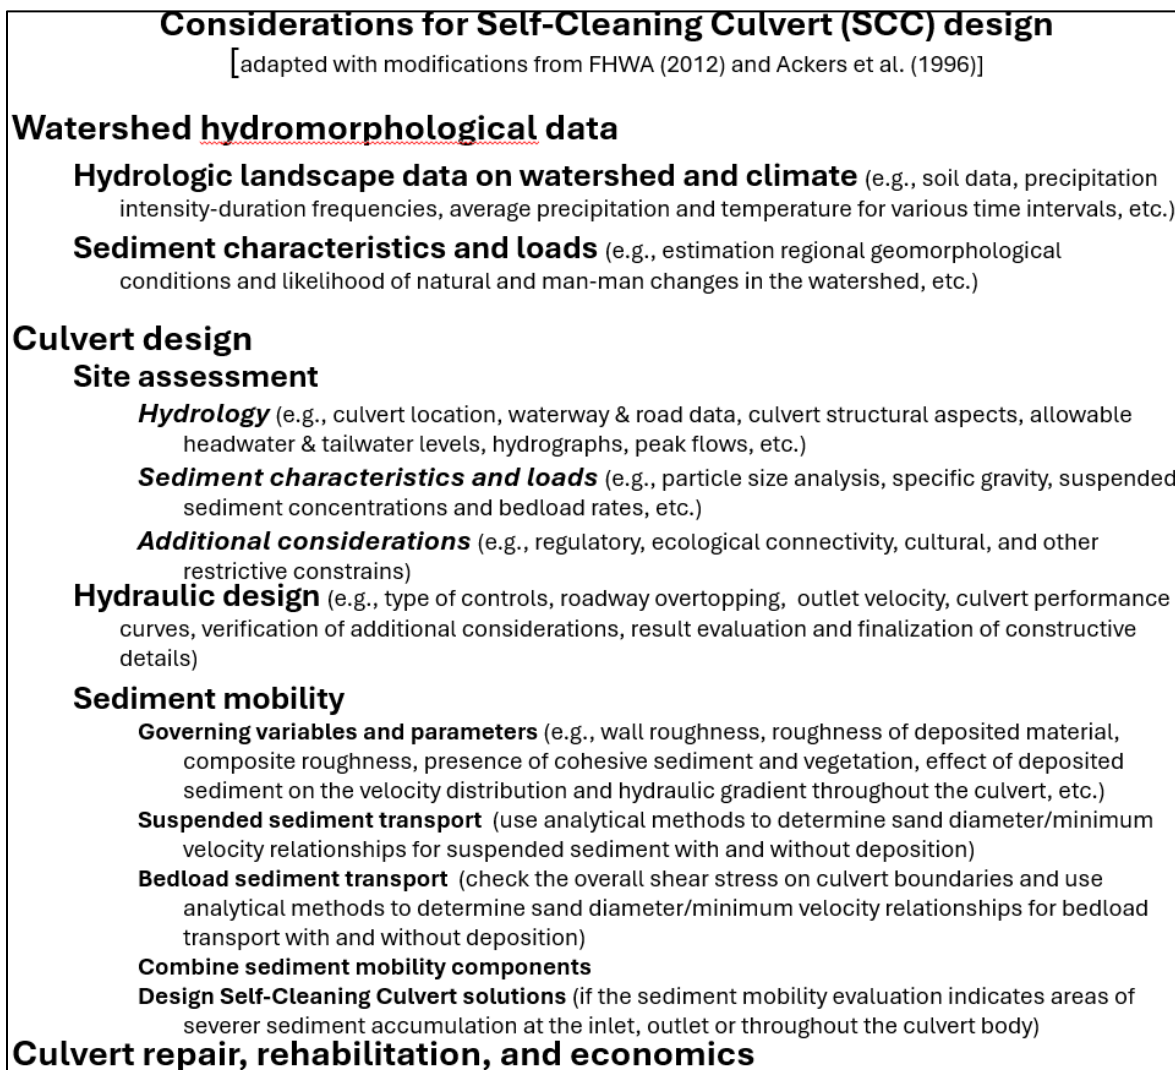 Considerations for Self-Cleaning Culvert (SCC) design
[adapted with modifications from FHWA (2012) and Ackers et al. (1996)]
Watershed hydromorphological data
Hydrologic landscape data on watershed and climate (e.g., soil data, precipitation
intensity-duration frequencies, average precipitation and temperature for various time intervals, etc.)
Sediment characteristics and loads (e.g., estimation regional geomorphological
conditions and likelihood of natural and man-man changes in the watershed, etc.)
Culvert design
Site assessment
Hydrology (e.g., culvert location, waterway & road data, culvert structural aspects, allowable
headwater & tailwater levels, hydrographs, peak flows, etc.)
Sediment characteristics and loads (e.g., particle size analysis, specific gravity, suspended
sediment concentrations and bedload rates, etc.)
Additional considerations (e.g., regulatory, ecological connectivity, cultural, and other
restrictive constrains)
Hydraulic design (e.g., type of controls, roadway overtopping, outlet velocity, culvert performance
curves, verification of additional considerations, result evaluation and finalization of constructive
details)
Sediment mobility
Governing variables and parameters (e.g., wall roughness, roughness of deposited material,
composite roughness, presence of cohesive sediment and vegetation, effect of deposited
sediment on the velocity distribution and hydraulic gradient throughout the culvert, etc.)
Suspended sediment transport (use analytical methods to determine sand diameter/minimum
velocity relationships for suspended sediment with and without deposition)
Bedload sediment transport (check the overall shear stress on culvert boundaries and use
analytical methods to determine sand diameter/minimum velocity relationships for bedload
transport with and without deposition)
Combine sediment mobility components
Design Self-Cleaning Culvert solutions (if the sediment mobility evaluation indicates areas of
severer sediment accumulation at the inlet, outlet or throughout the culvert body)
Culvert repair, rehabilitation, and economics